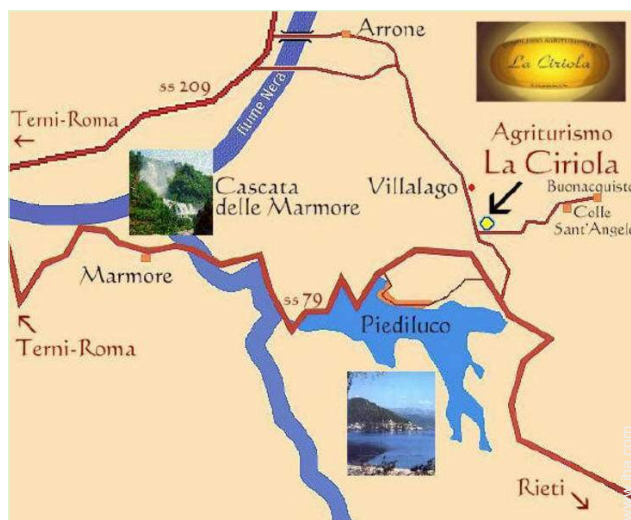 Arrone
La Ciriola
ss 209
Terni-Roma
fiume Nera
Agriturismo
La Ciriola
Buonacquisto
Colle
Sant'Angelo
Villalago
Cascata
delle Marmore
Marmore
ss 79
Piediluco
Terni-Roma
Rieti